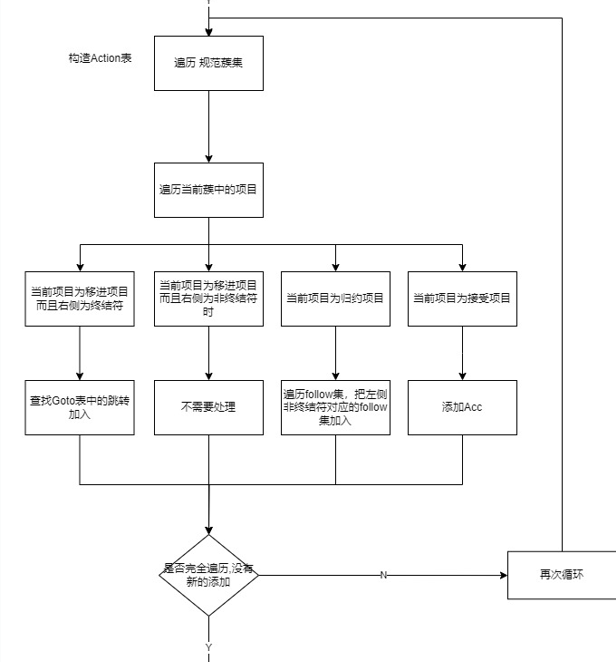 构造Action表
遍历 规范蔟集
遍历当前蔟中的项目
当前项目为移进项目
而且右侧为终结符
当前项目为移进项目
而且右侧为非终结符
时
当前项目为归约项目
当前项目为接受项目
查找Goto表中的跳转
加入
不需要处理
遍历follow集，把左侧
非终结符对应的follow
集加入
添加Acc
是否完全遍历,没有
新的添加
N
再次循环
Y